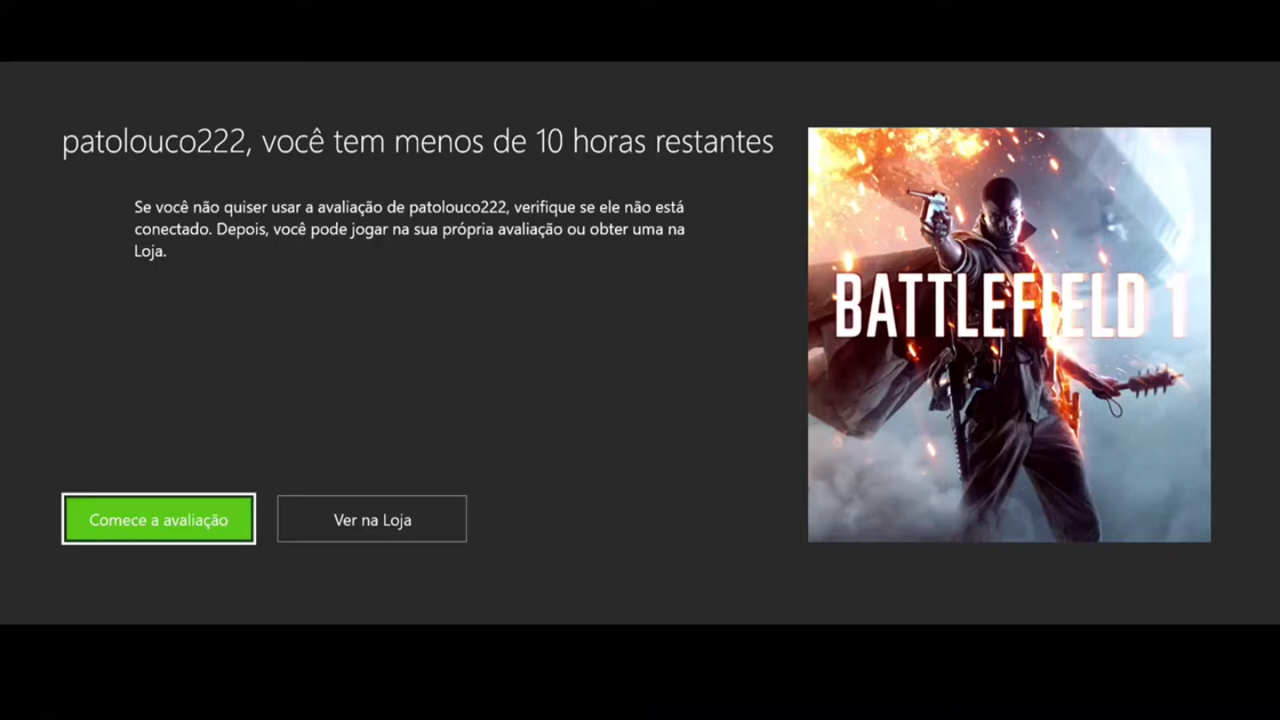 patolouco222, você tem menos de 10 horas restantes
Se você não quiser usar a avaliação de patolouco222, verifique se ele não está
conectado. Depois, você pode jogar na sua própria avaliação ou obter uma na
Loja.
BATTLEFIELD 1
Comece a avaliação
Ver na Loja